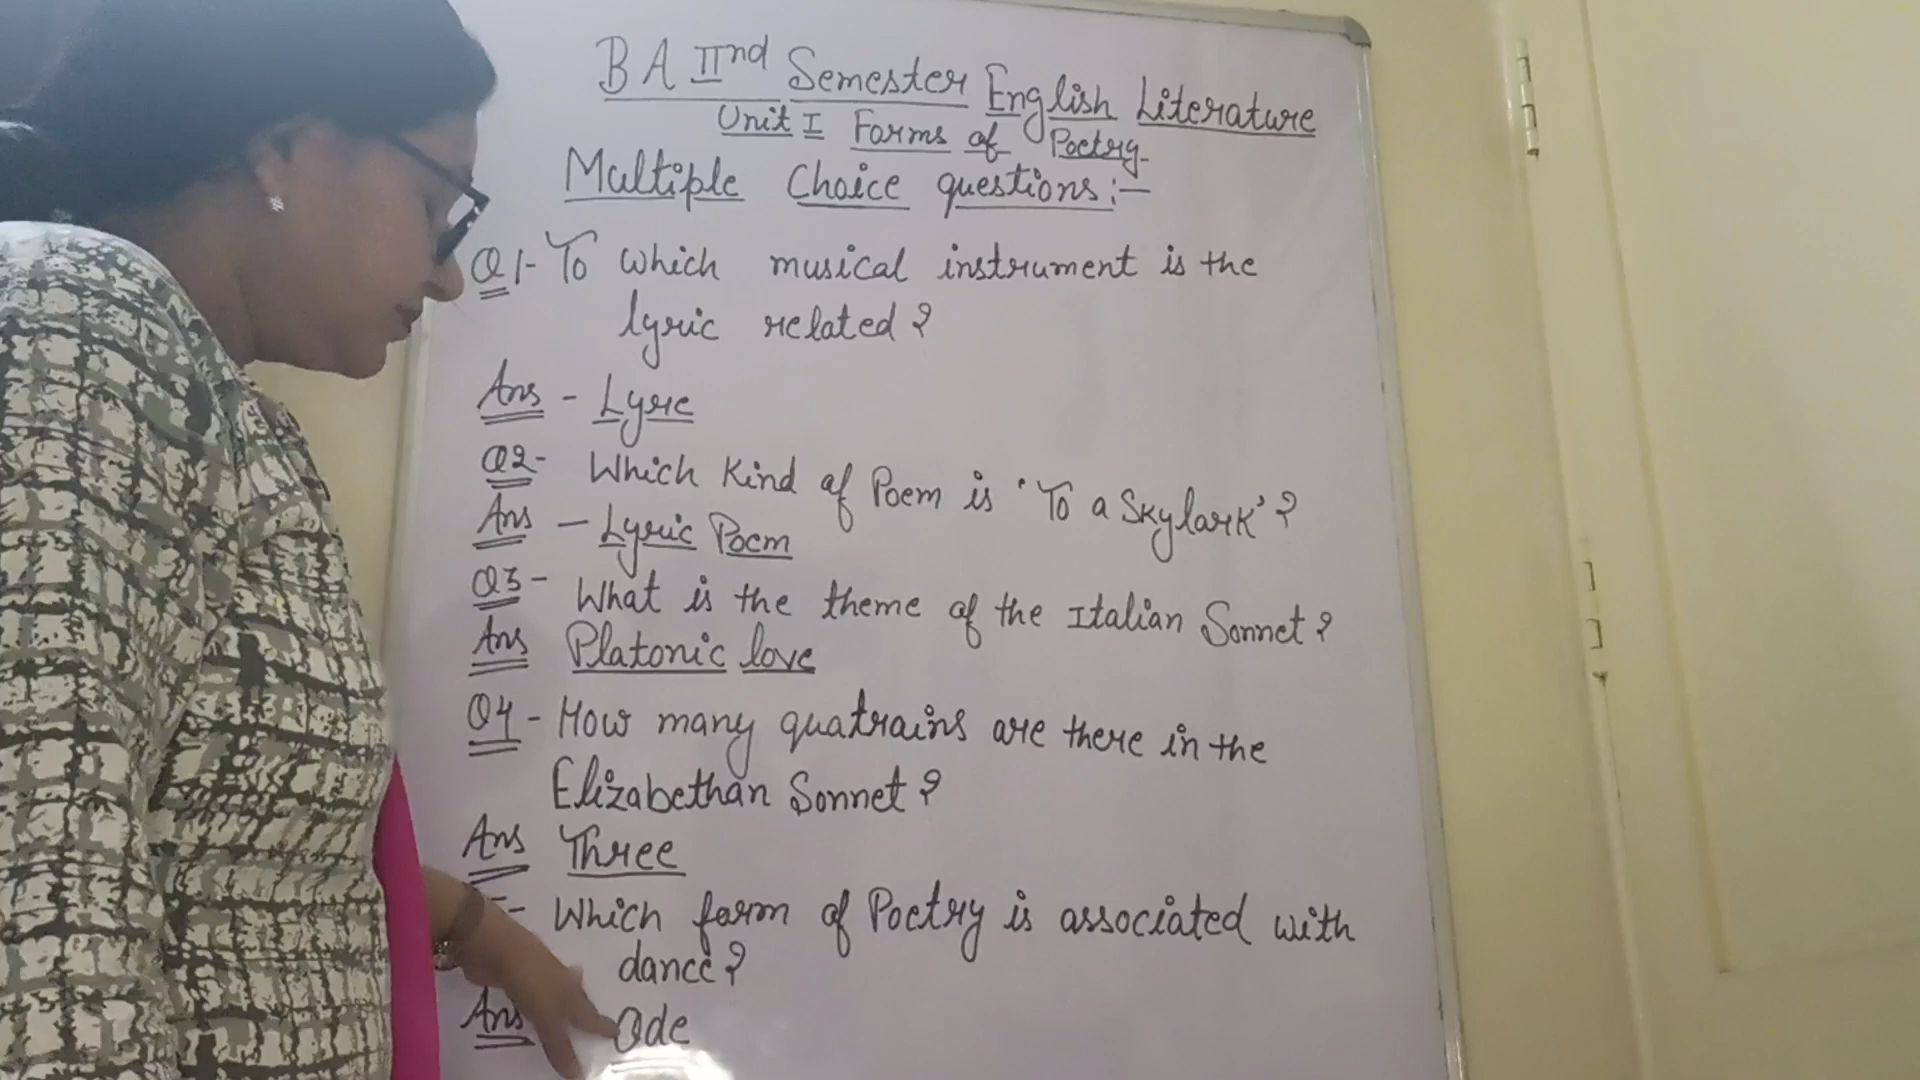 BA IInd Semester English Literature
Unit I Forms of Poetry
Multiple Choice questions:-
Q1- To which musical instrument is the
lyric related?
Ans - Lyre
Q2- Which kind of Poem is 'To a Skylark'?
Ans - Lyric Poem
Q3- What is the theme of the Italian Sonnet?
Ans Platonic love
Q4- How many quatrains are there in the
Elizabethan Sonnet?
Ans Three
- Which form of Poetry is associated with
dance?
Ans Ode